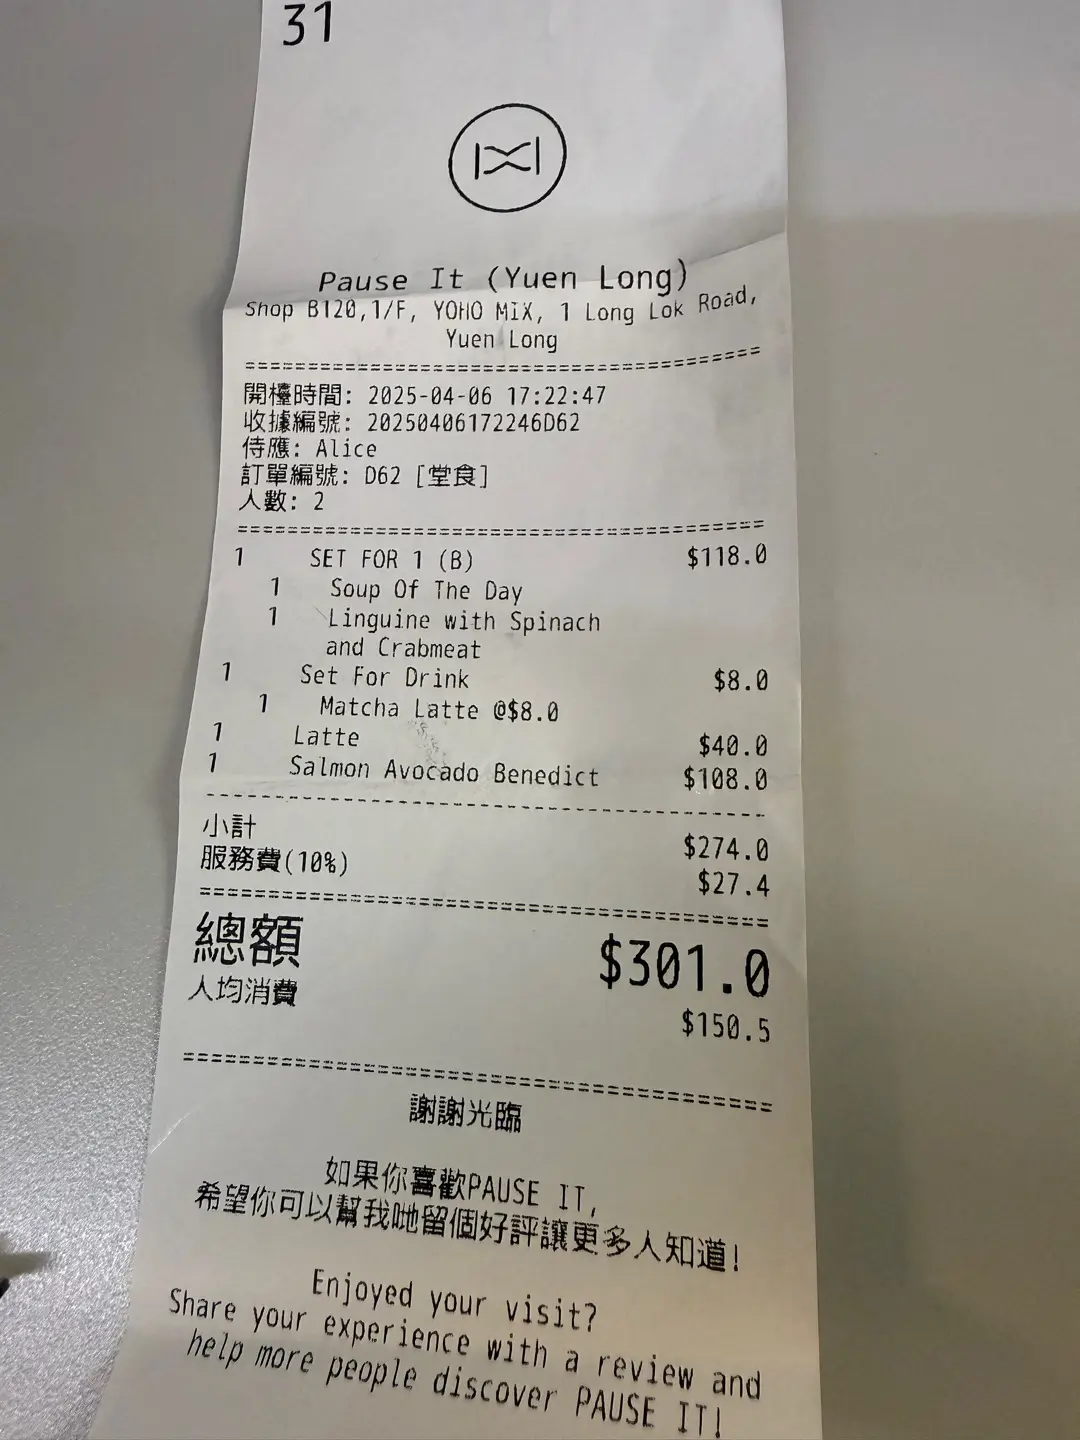 31
Pause It (Yuen Long)
Shop B120,1/F, YOHO MIX, 1 Long Lok Road,
Yuen Long
開檯時間: 2025-04-06 17:22:47
收據編號: 20250406172246D62
侍應: Alice
訂單編號: D62 [堂食]
人數: 2
1 SET FOR 1 (B) $118.0
1 Soup Of The Day
1 Linguine with Spinach
and Crabmeat
1 Set For Drink $8.0
1 Matcha Latte @$8.0
1 Latte $40.0
1 Salmon Avocado Benedict $108.0
小計 $274.0
服務費(10%) $27.4
總額 $301.0
人均消費 $150.5
謝謝光臨
如果你喜歡PAUSE IT,
希望你可以幫我哋留個好評讓更多人知道!
Enjoyed your visit?
Share your experience with a review and
help more people discover PAUSE IT!